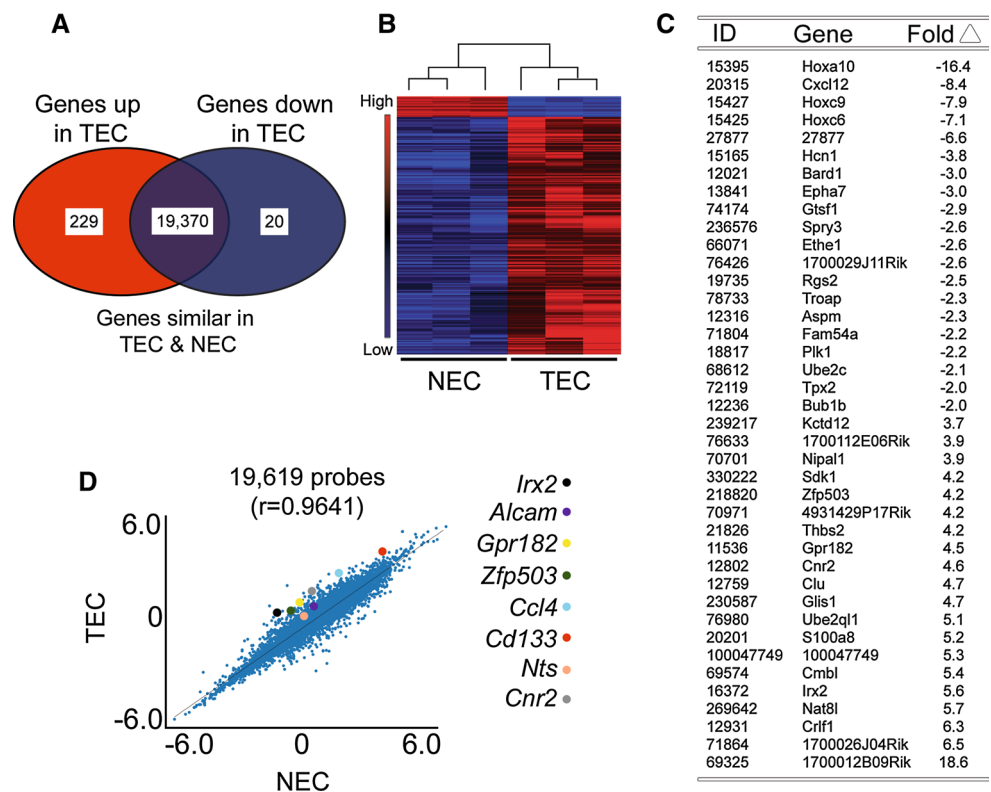 A
Genes up
in TEC
Genes down
in TEC
229
19,370
20
Genes similar in
TEC & NEC
B
High
Low
NEC
TEC
C
ID Gene Fold △
15395 Hoxa10 -16.4
20315 Cxcl12 -8.4
15427 Hoxc9 -7.9
15425 Hoxc6 -7.1
27877 27877 -6.6
15165 Hcn1 -3.8
12021 Bard1 -3.0
13841 Epha7 -3.0
74174 Gtsf1 -2.9
236576 Spry3 -2.6
66071 Ethe1 -2.6
76426 1700029J11Rik -2.6
19735 Rgs2 -2.5
78733 Troap -2.3
12316 Aspm -2.3
71804 Fam54a -2.2
18817 Plk1 -2.2
68612 Ube2c -2.1
72119 Tpx2 -2.0
12236 Bub1b -2.0
239217 Kctd12 3.7
76633 1700112E06Rik 3.9
70701 Nipal1 3.9
330222 Sdk1 4.2
218820 Zfp503 4.2
70971 4931429P17Rik 4.2
21826 Thbs2 4.2
11536 Gpr182 4.5
12802 Cnr2 4.6
12759 Clu 4.7
230587 Glis1 4.7
76980 Ube2ql1 5.1
20201 S100a8 5.2
100047749 100047749 5.3
69574 Cmbl 5.4
16372 Irx2 5.6
269642 Nat8l 5.7
12931 Crlf1 6.3
71864 1700026J04Rik 6.5
69325 1700012B09Rik 18.6
D
19,619 probes
(r=0.9641)
6.0
0
-6.0
TEC
-6.0 0 6.0
NEC
Irx2
Alcam
Gpr182
Zfp503
Ccl4
Cd133
Nts
Cnr2